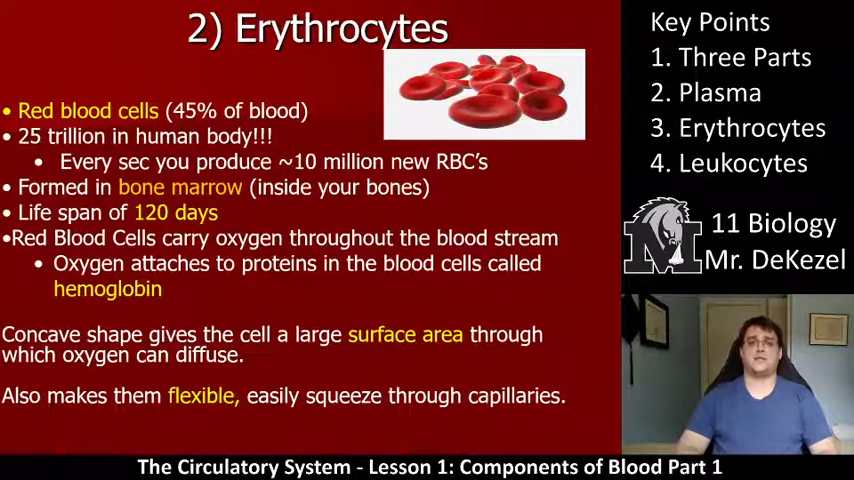 2) Erythrocytes
• Red blood cells (45% of blood)
• 25 trillion in human body!!!
• Every sec you produce ~10 million new RBC's
• Formed in bone marrow (inside your bones)
• Life span of 120 days
•Red Blood Cells carry oxygen throughout the blood stream
• Oxygen attaches to proteins in the blood cells called
hemoglobin
Concave shape gives the cell a large surface area through
which oxygen can diffuse.
Also makes them flexible, easily squeeze through capillaries.
Key Points
1. Three Parts
2. Plasma
3. Erythrocytes
4. Leukocytes
M
11 Biology
Mr. DeKezel
The Circulatory System - Lesson 1: Components of Blood Part 1